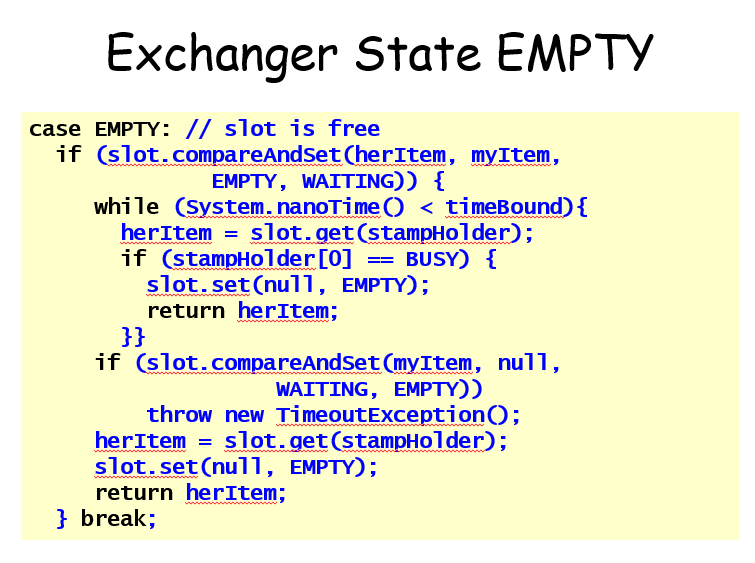 Exchanger State EMPTY
case EMPTY: // slot is free
if (slot.compareAndSet(herItem, myItem,
EMPTY, WAITING)) {
while (System.nanoTime() < timeBound){
herItem = slot.get(stampHolder);
if (stampHolder[0] == BUSY) {
slot.set(null, EMPTY);
return herItem;
}}
if (slot.compareAndSet(myItem, null,
WAITING, EMPTY))
throw new TimeoutException();
herItem = slot.get(stampHolder);
slot.set(null, EMPTY);
return herItem;
} break;